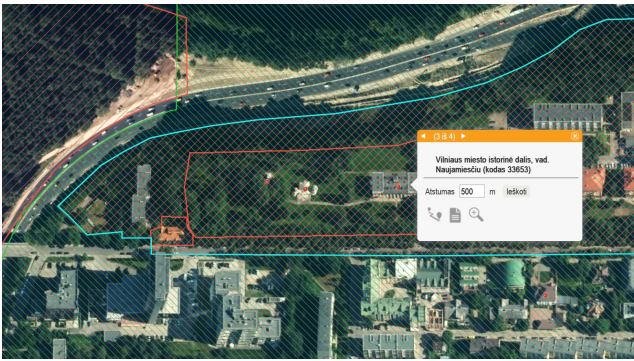 (3 iš 4)
Vilniaus miesto istorinė dalis, vad.
Naujamiesčiu (kodas 33653)
Atstumas 500 m Ieškoti